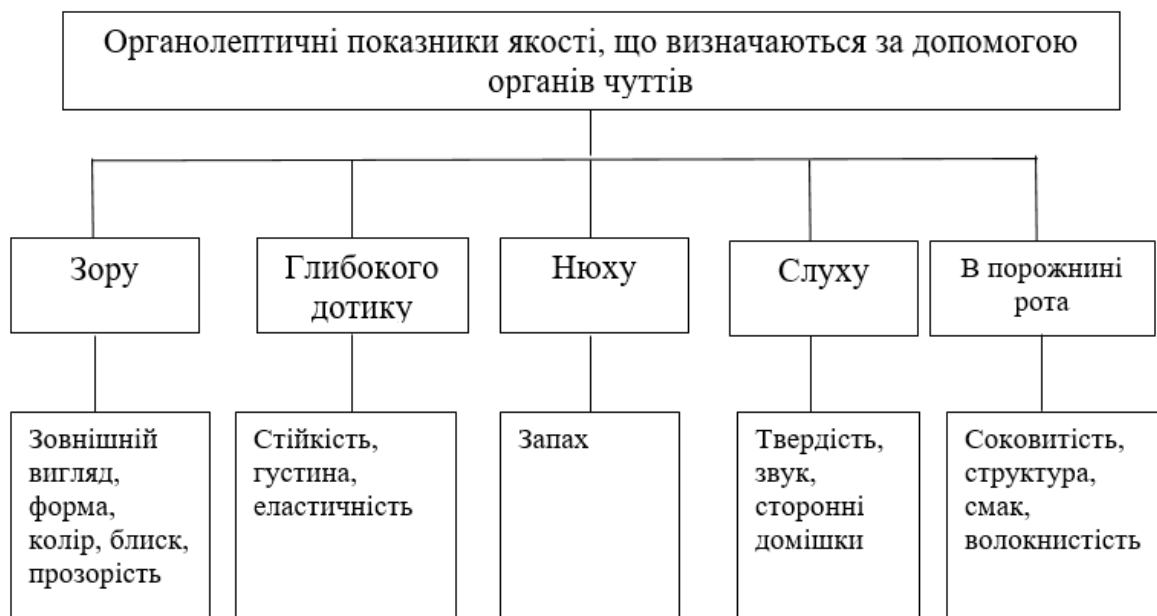 Органолептичні показники якості, що визначаються за допомогою
органів чуттів
Зору
Глибокого
дотику
Нюху
Слуху
В порожнині
рота
Зовнішній
вигляд,
форма,
колір, блиск,
прозорість
Стійкість,
густина,
еластичність
Запах
Твердість,
звук,
сторонні
домішки
Соковитість,
структура,
смак,
волокнистість